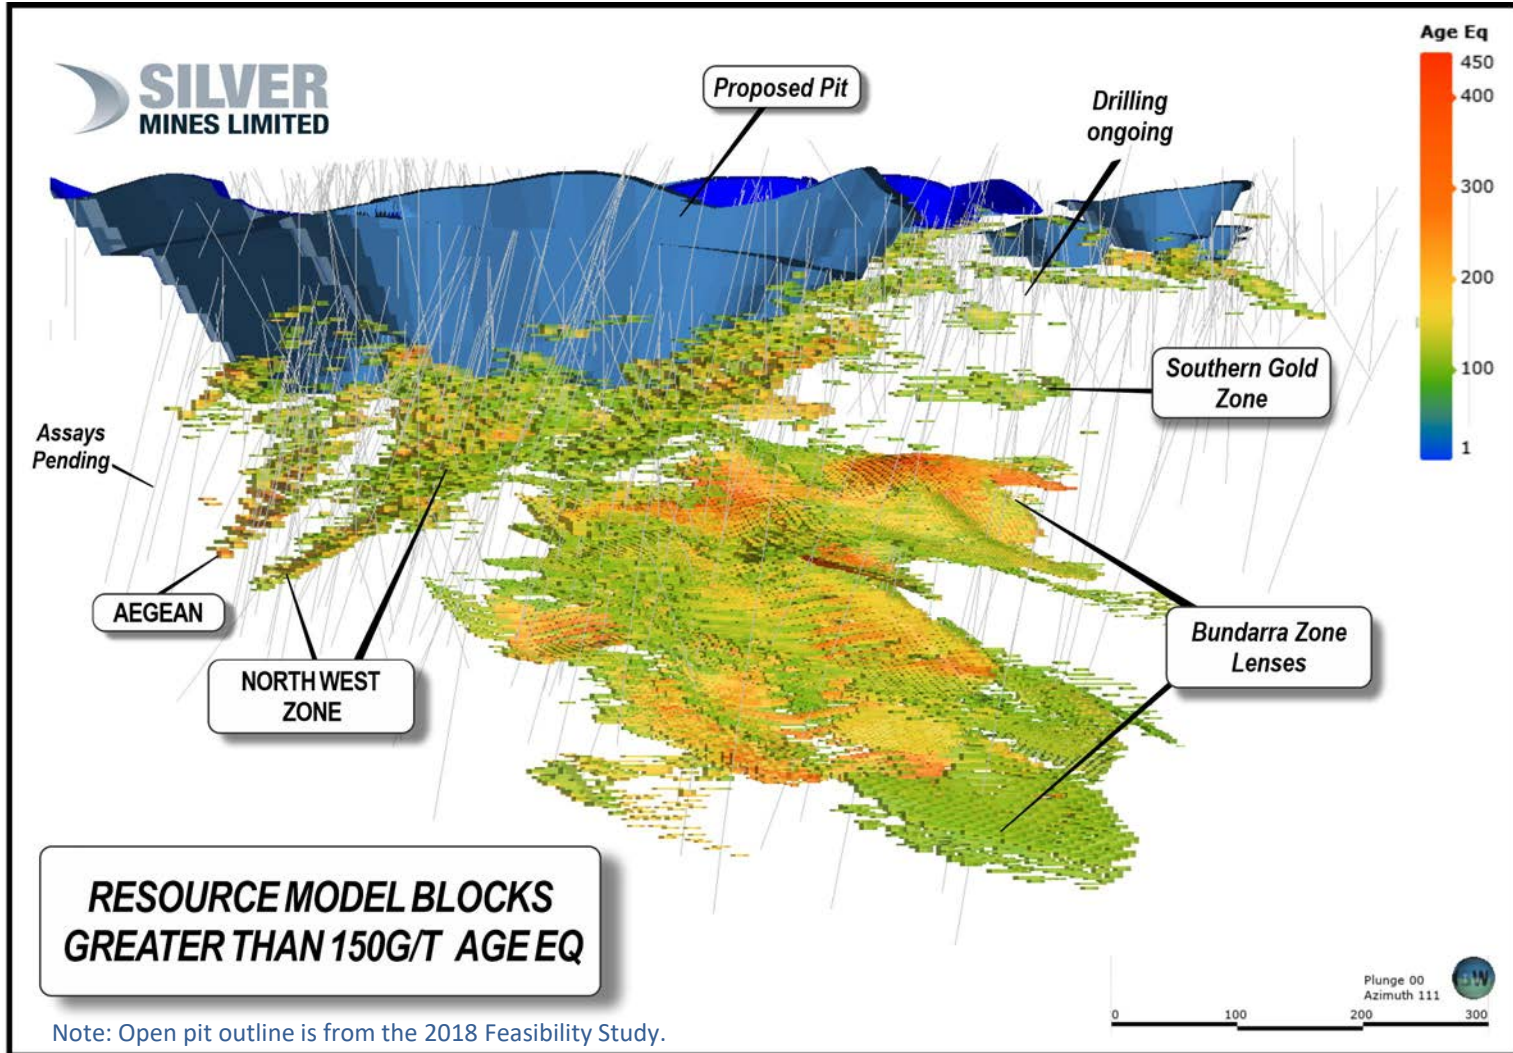 SILVER
MINES LIMITED
Proposed Pit
Drilling
ongoing
Age Eq
450
400
300
200
100
1
Southern Gold
Zone
Assays
Pending
AEGEAN
NORTH WEST
ZONE
Bundarra Zone
Lenses
RESOURCE MODEL BLOCKS
GREATER THAN 150G/T AGE EQ
Note: Open pit outline is from the 2018 Feasibility Study.
Plunge 00
Azimuth 111
0 100 200 300